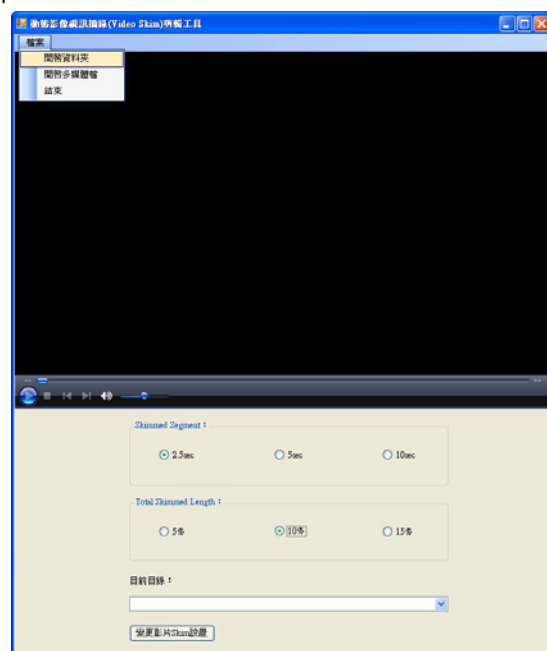 動態影像視訊摘錄(Video Skim)剪輯工具
檔案
開啟資料夾
開啟多媒體檔
結束
Skimmed Segment：
2.5sec 5sec 10sec
Total Skimmed Length：
5% 10% 15%
目前目錄：
變更影片Skim設置